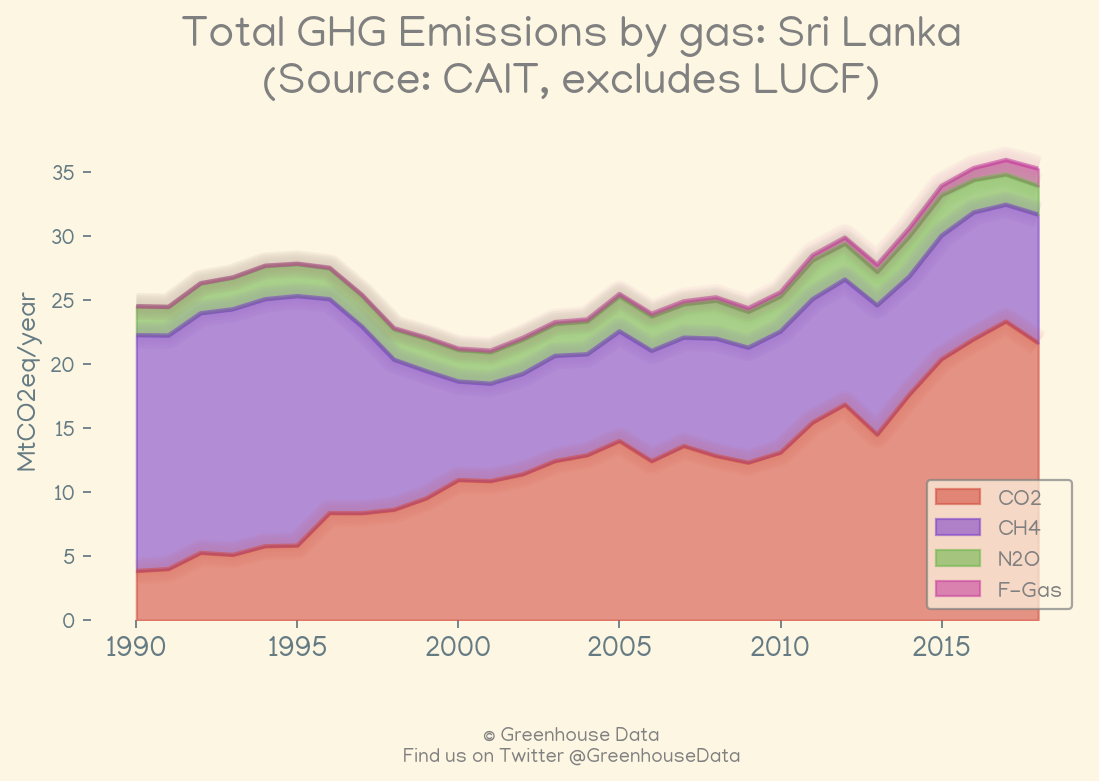 Total GHG Emissions by gas: Sri Lanka
(Source: CAIT, excludes LUCF)
MtCO2eq/year
35
30
25
20
15
10
5
0
1990 1995 2000 2005 2010 2015
CO2
CH4
N2O
F-Gas
© Greenhouse Data
Find us on Twitter @GreenhouseData